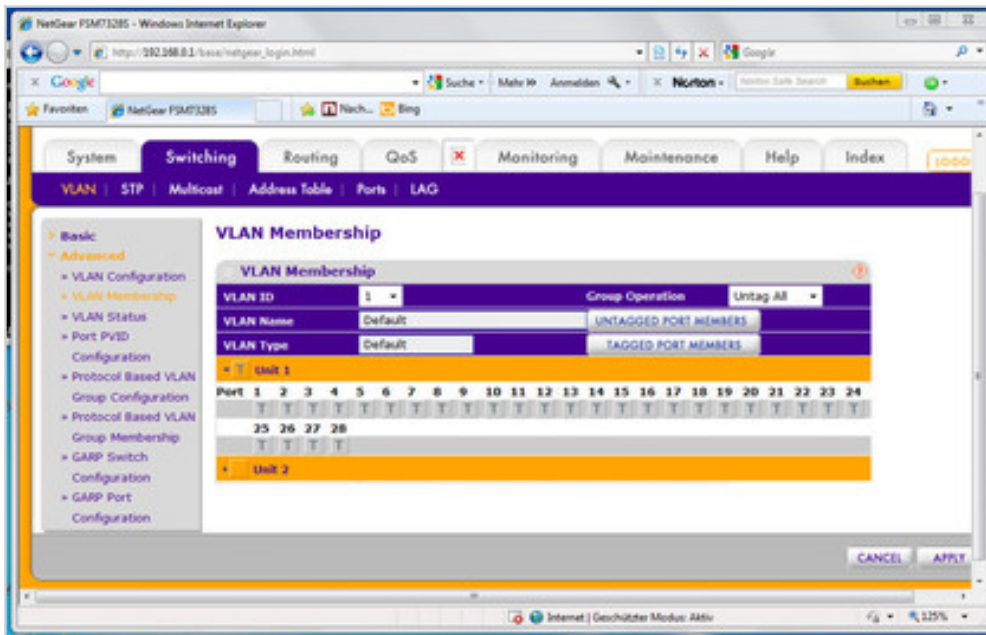 NetGear FSM7328S - Windows Internet Explorer
http://192.168.0.1/base/netgear_login.html
Google
Google Suche Mehr » Anmelden Norton Norton Safe Search Suchen
Favoriten NetGear FSM7328S Nach... Bing
System Switching Routing QoS Monitoring Maintenance Help Index LOGO
VLAN | STP | Multicast | Address Table | Ports | LAG
Basic
Advanced
» VLAN Configuration
» VLAN Membership
» VLAN Status
» Port PVID
Configuration
» Protocol Based VLAN
Group Configuration
» Protocol Based VLAN
Group Membership
» GARP Switch
Configuration
» GARP Port
Configuration
VLAN Membership
VLAN Membership
VLAN ID 1 Group Operation Untag All
VLAN Name Default UNTAGGED PORT MEMBERS
VLAN Type Default TAGGED PORT MEMBERS
T Unit 1
Port 1 2 3 4 5 6 7 8 9 10 11 12 13 14 15 16 17 18 19 20 21 22 23 24
T T T T T T T T T T T T T T T T T T T T T T T T
25 26 27 28
T T T T
Unit 2
CANCEL APPLY
Internet | Geschützter Modus: Aktiv 125%